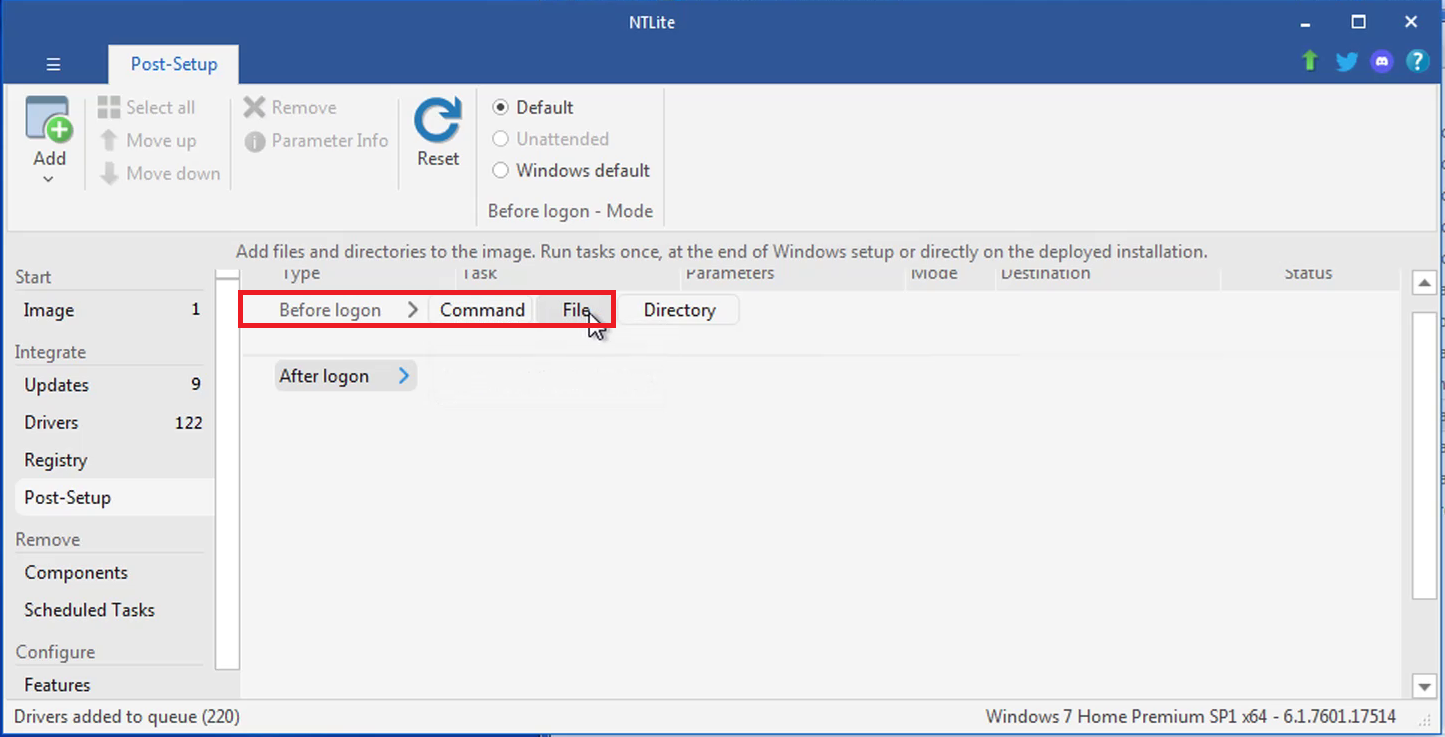 NTLite
Post-Setup
Add
Select all
Move up
Move down
Remove
Parameter Info
Reset
Default
Unattended
Windows default
Before logon - Mode
Add files and directories to the image. Run tasks once, at the end of Windows setup or directly on the deployed installation.
Start
Image 1
Integrate
Updates 9
Drivers 122
Registry
Post-Setup
Remove
Components
Scheduled Tasks
Configure
Features
Type Task Parameters Mode Destination Status
Before logon Command File Directory
After logon
Drivers added to queue (220)
Windows 7 Home Premium SP1 x64 - 6.1.7601.17514